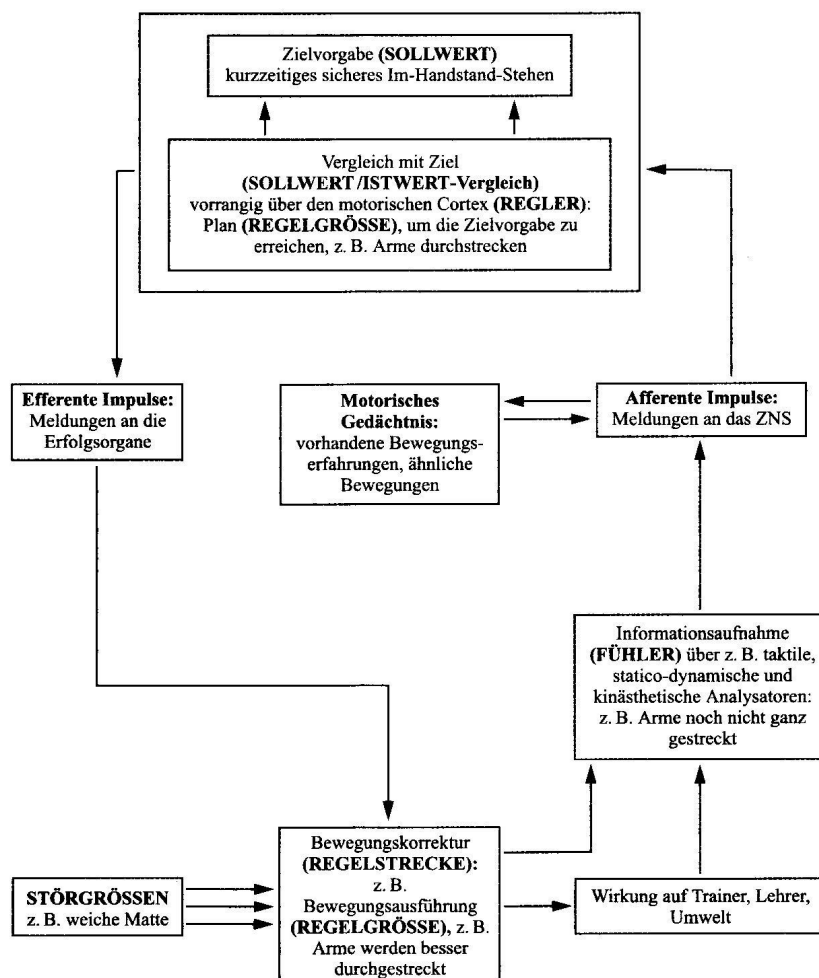 Zielvorgabe (SOLLWERT)
kurzzeitiges sicheres Im-Handstand-Stehen
Vergleich mit Ziel
(SOLLWERT/ISTWERT-Vergleich)
vorrangig über den motorischen Cortex (REGLER):
Plan (REGELGRÖSSE), um die Zielvorgabe zu
erreichen, z. B. Arme durchstrecken
Efferente Impulse:
Meldungen an die
Erfolgsorgane
Motorisches
Gedächtnis:
vorhandene Bewegungs-
erfahrungen, ähnliche
Bewegungen
Afferente Impulse:
Meldungen an das ZNS
Informationsaufnahme
(FÜHLER) über z. B. taktile,
statico-dynamische und
kinästhetische Analysatoren:
z. B. Arme noch nicht ganz
gestreckt
STÖRGRÖSSEN
z. B. weiche Matte
Bewegungskorrektur
(REGELSTRECKE):
z. B.
Bewegungsausführung
(REGELGRÖSSE), z. B.
Arme werden besser
durchgestreckt
Wirkung auf Trainer, Lehrer,
Umwelt